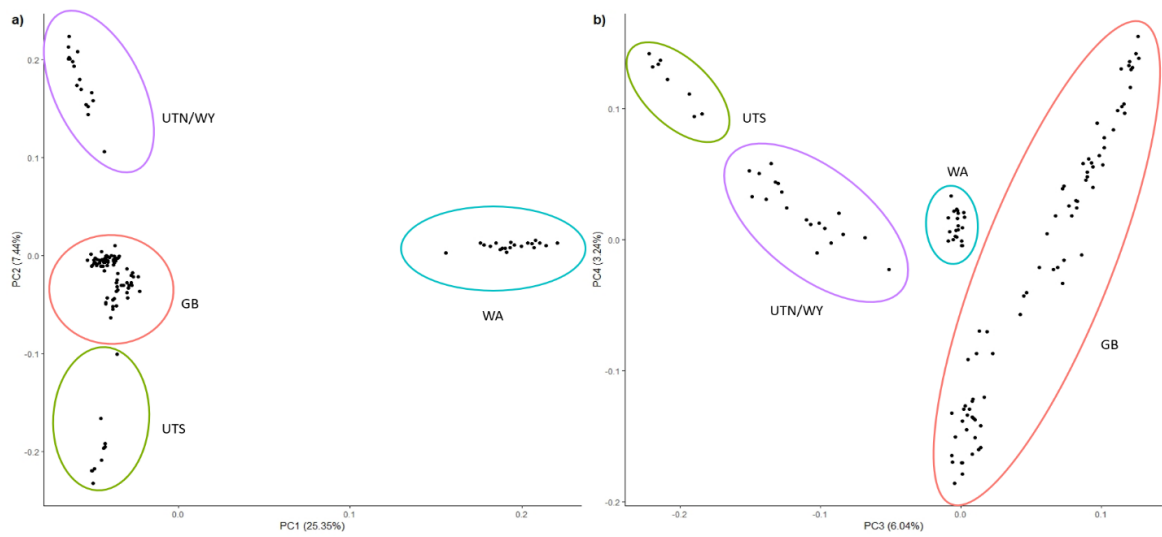 a)
0.2
0.1
0.0
-0.1
-0.2
PC2 (7.44%)
UTN/WY
GB
UTS
WA
0.0
0.1
0.2
PC1 (25.35%)
b)
0.1
0.0
-0.1
-0.2
PC4 (3.24%)
UTS
WA
UTN/WY
GB
-0.2
-0.1
0.0
0.1
PC3 (6.04%)